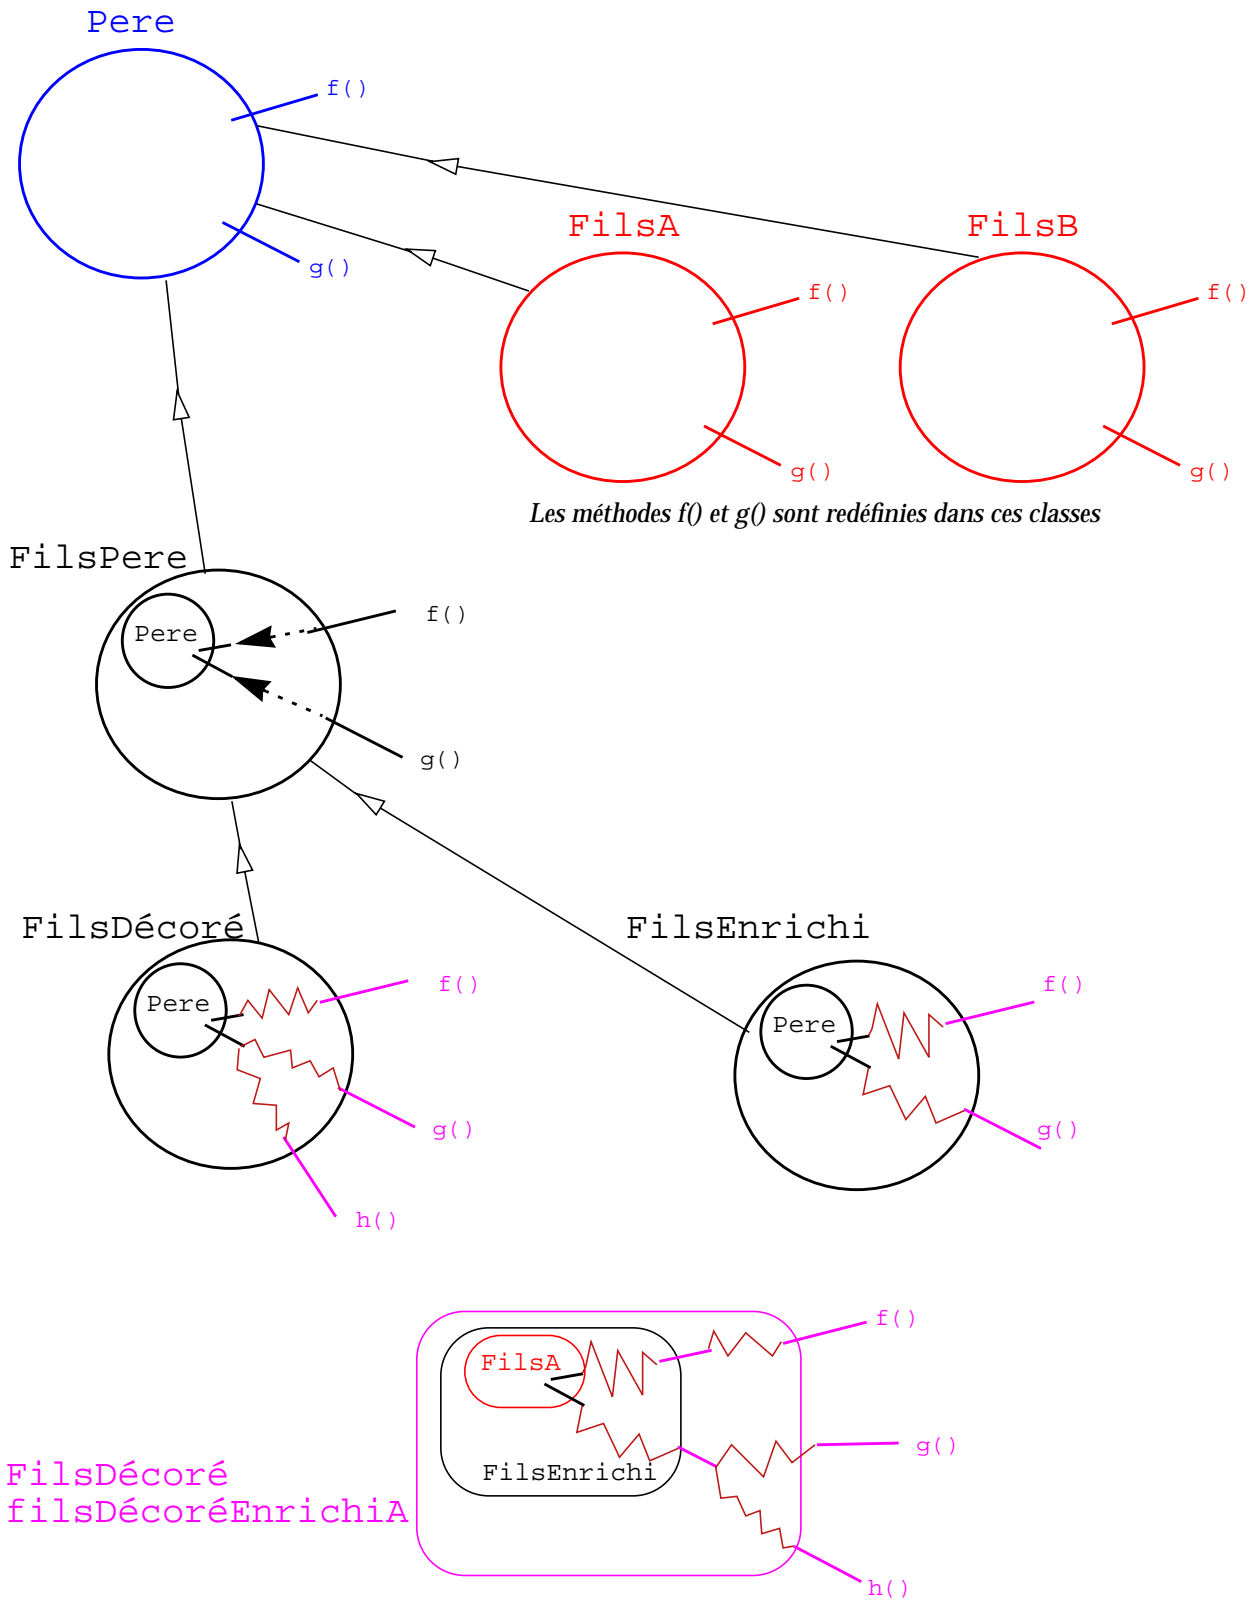 Pere
f()
g()
FilsA
FilsB
f()
f()
g()
g()
Les méthodes f() et g() sont redéfinies dans ces classes
FilsPere
Pere
f()
g()
FilsDécoré
FilsEnrichi
Pere
f()
g()
h()
Pere
f()
g()
FilsA
FilsEnrichi
f()
g()
h()
FilsDécoré
filsDécoréEnrichiA